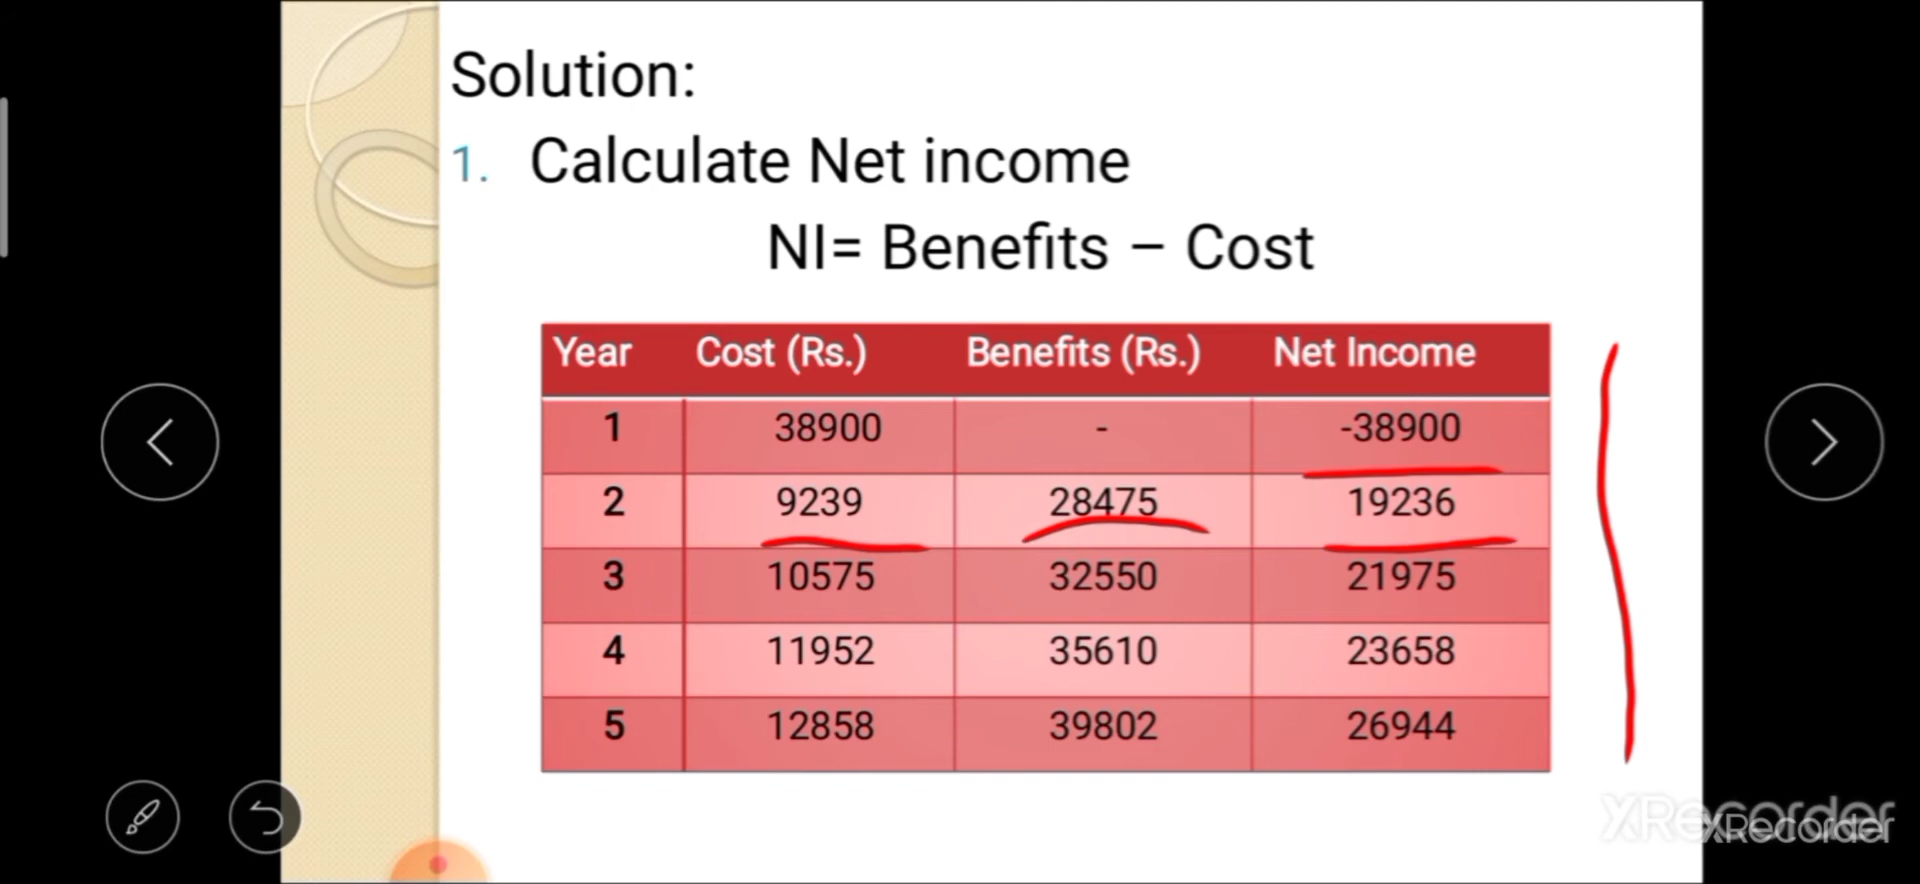 Solution:
1. Calculate Net income
NI= Benefits – Cost
Year Cost (Rs.) Benefits (Rs.) Net Income
1 38900 - -38900
2 9239 28475 19236
3 10575 32550 21975
4 11952 35610 23658
5 12858 39802 26944
XRecorder
XRecorder